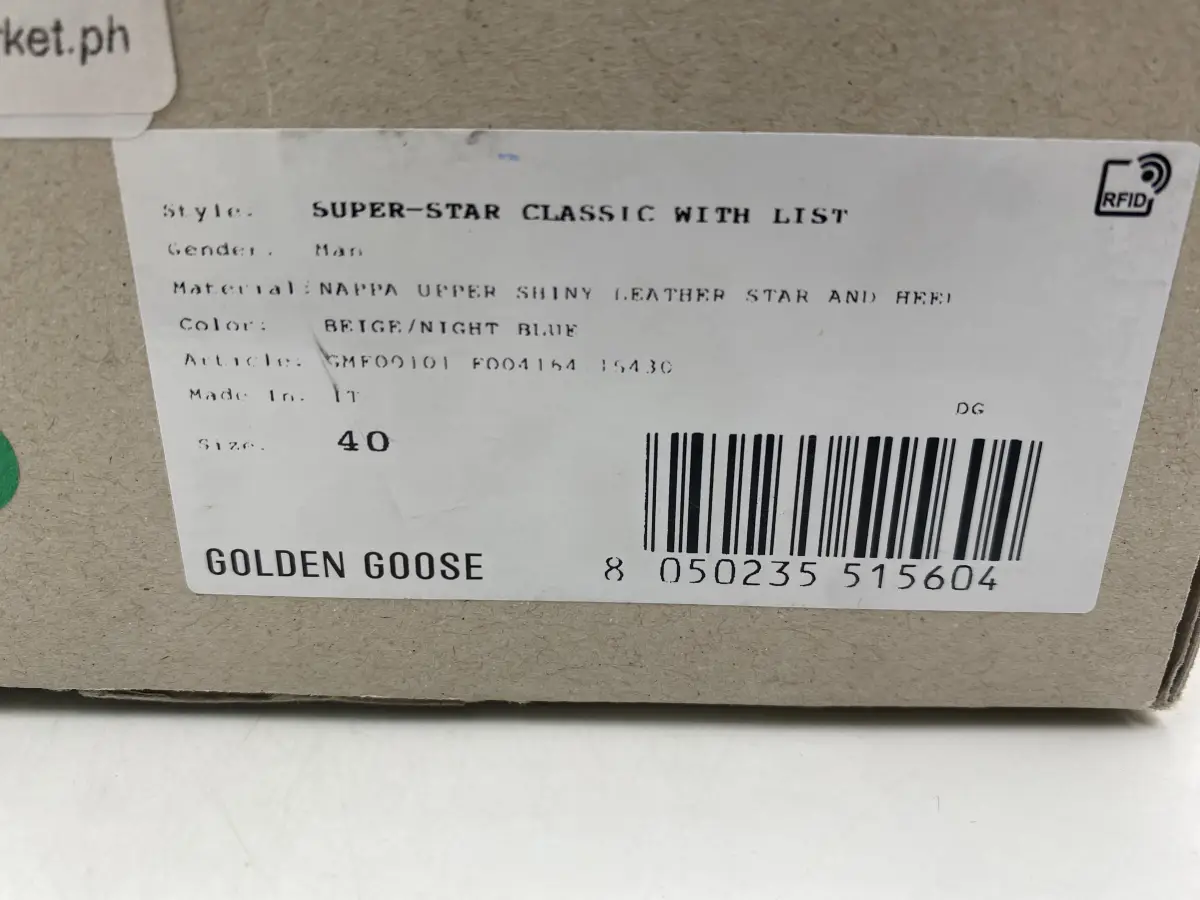 rket.ph
RFID
Style: SUPER-STAR CLASSIC WITH LIST
Gender: Man
Material: NAPPA UPPER SHINY LEATHER STAR AND HEEL
Color: BEIGE/NIGHT BLUE
Article: GMF00101 F004164 15430
Made In: IT
DG
Size: 40
GOLDEN GOOSE
8 050235 515604